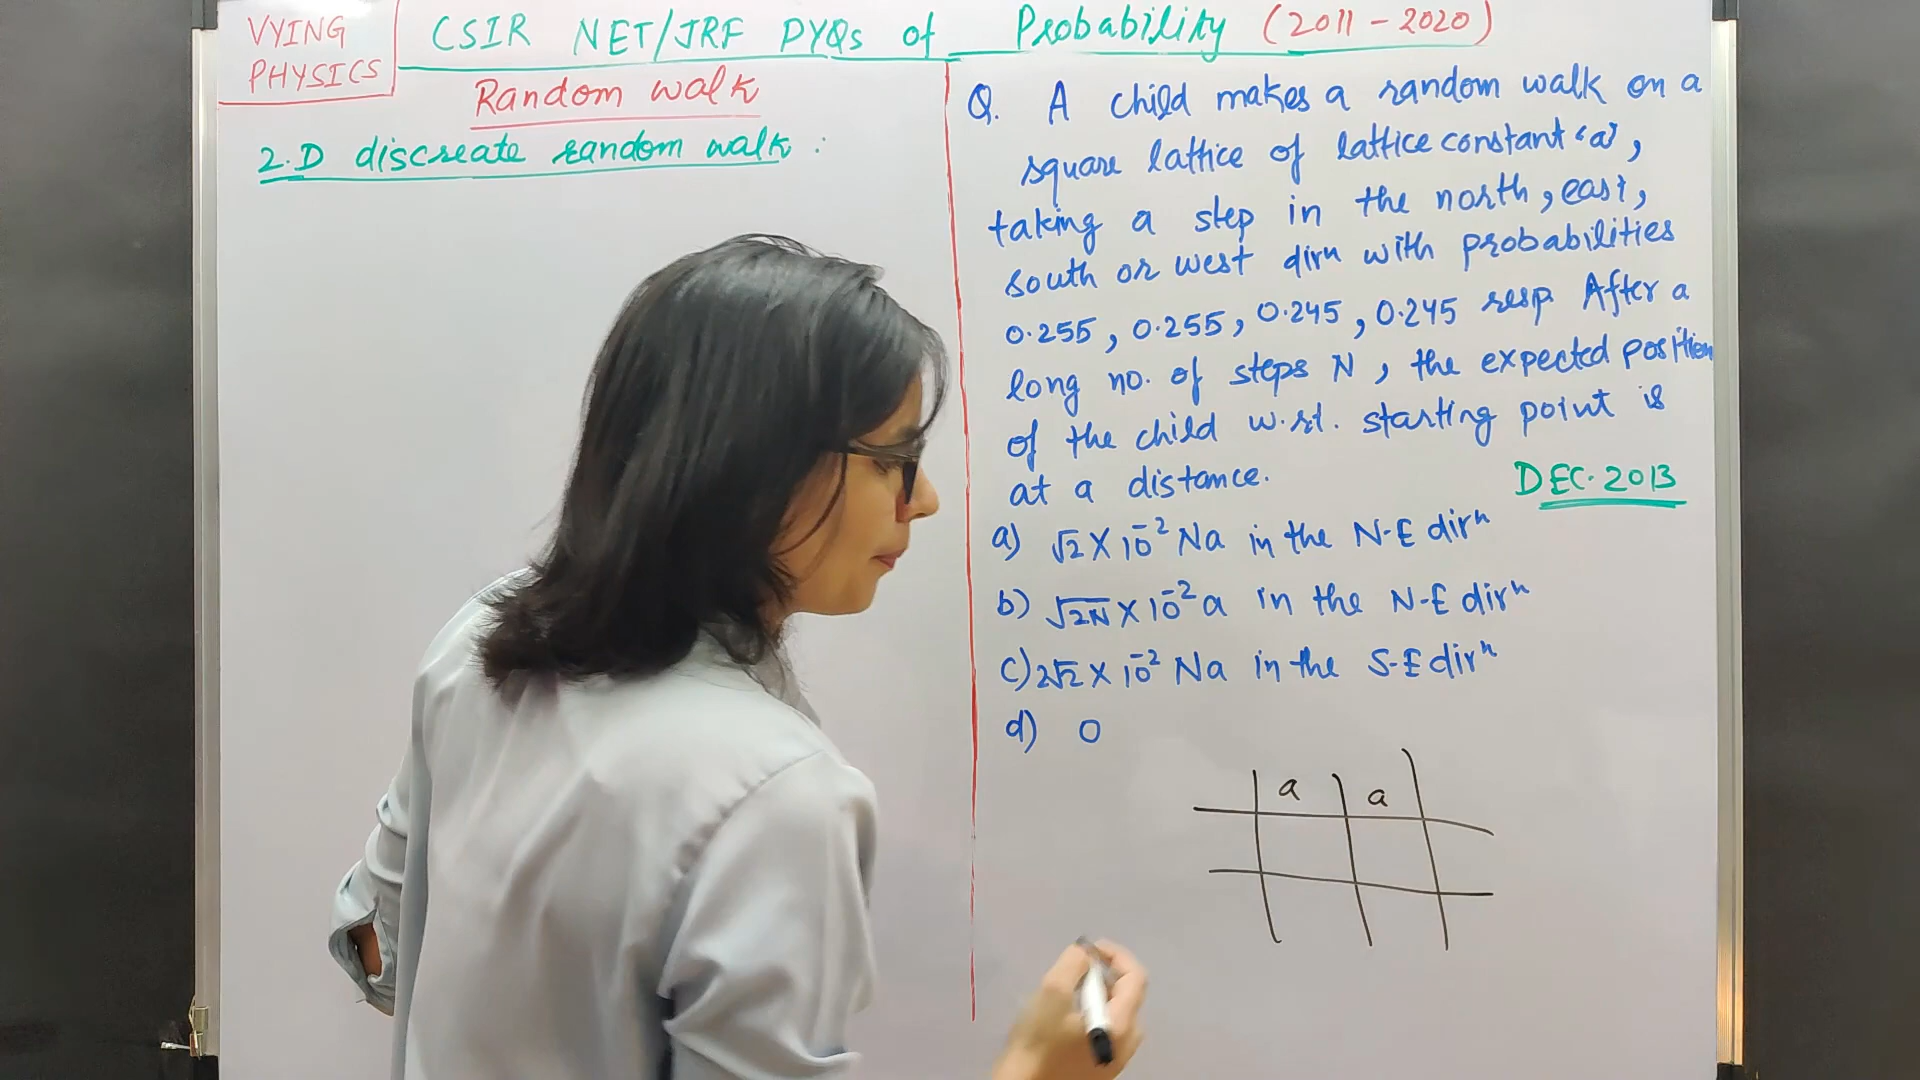 VYING
PHYSICS
CSIR NET/JRF PYQs of Probability (2011-2020)
Random walk
2.D discreate random walk :
Q. A child makes a random walk on a
square lattice of lattice constant 'a',
taking a step in the north, east,
south or west dirn with probabilities
0.255, 0.255, 0.245, 0.245 resp. After a
long no. of steps N, the expected position
of the child w.r.t. starting point is
at a distance.
DEC. 2013
a) √2 × 10⁻² Na in the N-E dirⁿ
b) √2N × 10⁻² a in the N-E dirⁿ
c) 2√2 × 10⁻² Na in the S-E dirⁿ
d) 0
a a